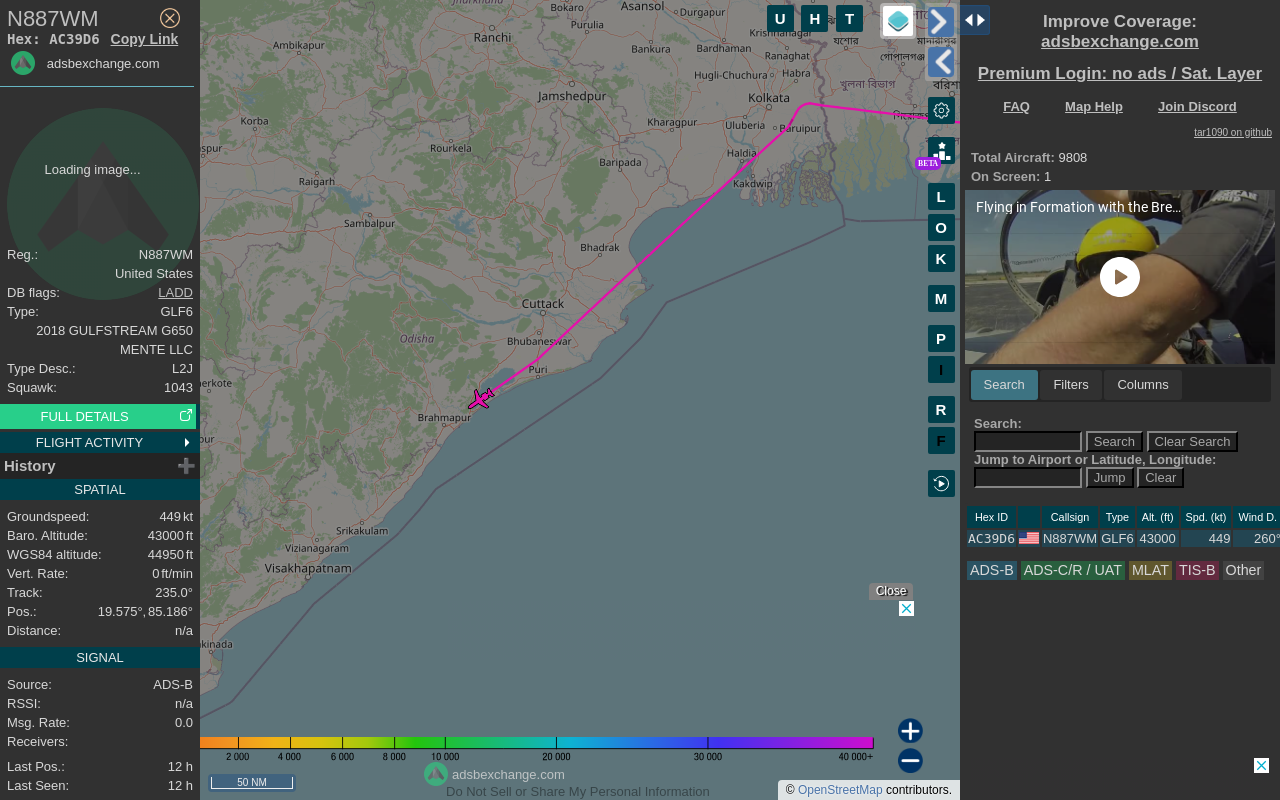 N887WM
Hex: AC39D6 Copy Link
adsbexchange.com
Loading image...
Reg.: N887WM
United States
DB flags: LADD
Type: GLF6
2018 GULFSTREAM G650
MENTE LLC
Type Desc.: L2J
Squawk: 1043
FULL DETAILS
FLIGHT ACTIVITY
History
SPATIAL
Groundspeed: 449 kt
Baro. Altitude: 43000 ft
WGS84 altitude: 44950 ft
Vert. Rate: 0 ft/min
Track: 235.0°
Pos.: 19.575°, 85.186°
Distance: n/a
SIGNAL
Source: ADS-B
RSSI: n/a
Msg. Rate: 0.0
Receivers:
Last Pos.: 12 h
Last Seen: 12 h
Jharkhand
Bokaro
Asansol
Durgapur
Purulia
Ranchi
Bankura
Bardhaman
Krishnanagar
যশোর
Ranaghat
গোপালগঞ্জ
Ambikapur
Hugli-Chuchura
Habra
খুলনা বিভাগ
Jamshedpur
Kolkata
Korba
Kharagpur
Uluberia
Baruipur
Rourkela
Baripada
Haldia
Kakdwip
Raigarh
Sambalpur
Bhadrak
Cuttack
Odisha
Bhubaneswar
Puri
Brahmapur
Srikakulam
Vizianagaram
Visakhapatnam
U H T
BETA
L
O
K
M
P
I
R
F
Close
2 000 4 000 6 000 8 000 10 000 20 000 30 000 40 000+
50 NM
adsbexchange.com
Do Not Sell or Share My Personal Information
© OpenStreetMap contributors.
Improve Coverage:
adsbexchange.com
Premium Login: no ads / Sat. Layer
FAQ Map Help Join Discord
tar1090 on github
Total Aircraft: 9808
On Screen: 1
Flying in Formation with the Bre...
Search Filters Columns
Search:
Search Clear Search
Jump to Airport or Latitude, Longitude:
Jump Clear
Hex ID Callsign Type Alt. (ft) Spd. (kt) Wind D.
AC39D6 N887WM GLF6 43000 449 260°
ADS-B ADS-C/R / UAT MLAT TIS-B Other